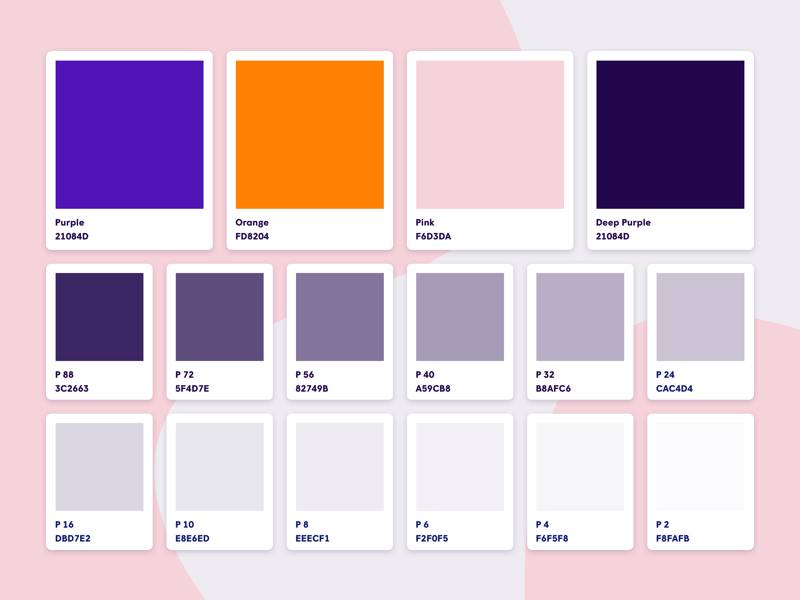 Purple
21084D
Orange
FD8204
Pink
F6D3DA
Deep Purple
21084D
P 88
3C2663
P 72
5F4D7E
P 56
82749B
P 40
A59CB8
P 32
B8AFC6
P 24
CAC4D4
P 16
DBD7E2
P 10
E8E6ED
P 8
EEECF1
P 6
F2F0F5
P 4
F6F5F8
P 2
F8FAFB